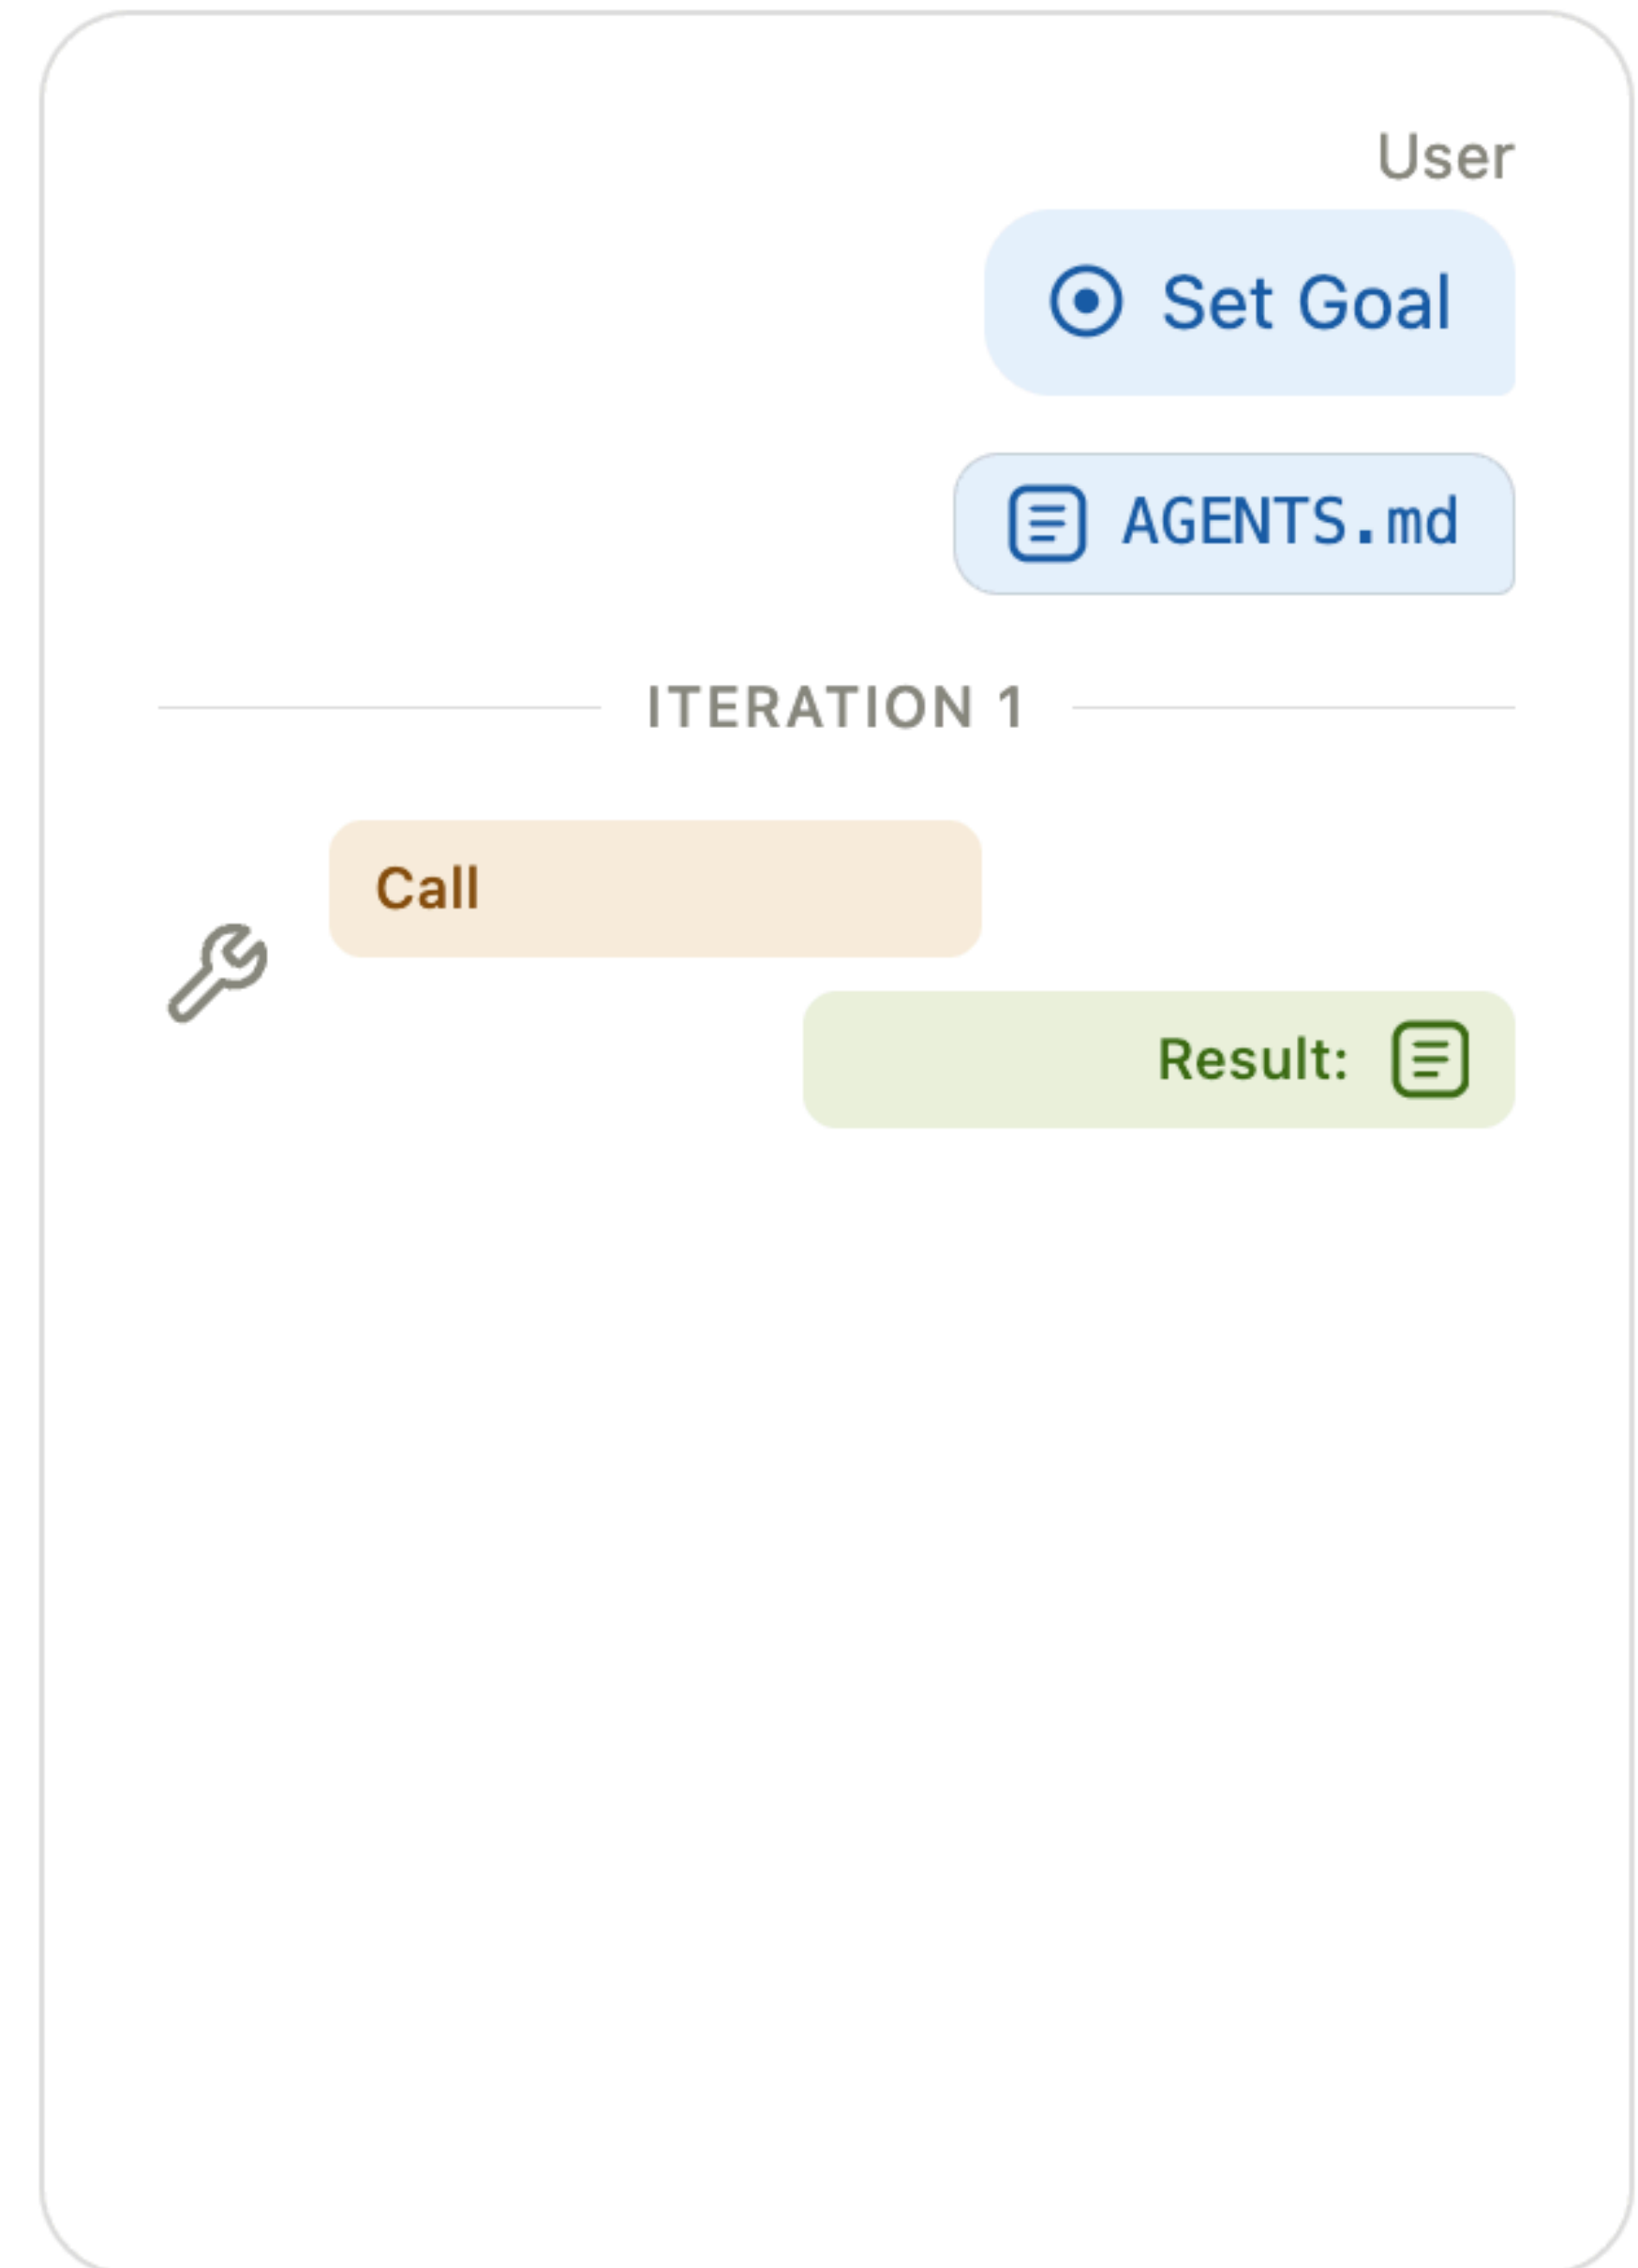 User
Set Goal
AGENTS.md
ITERATION 1
Call
Result: